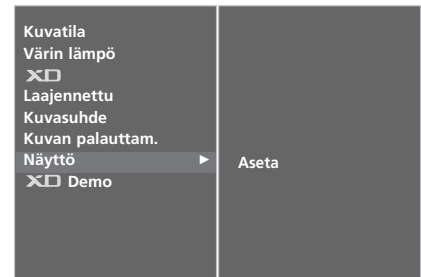 Kuvatila
Värin lämpö
XD
Laajennettu
Kuvasuhde
Kuvan palauttam.
Näyttö ▶
Aseta
XD Demo